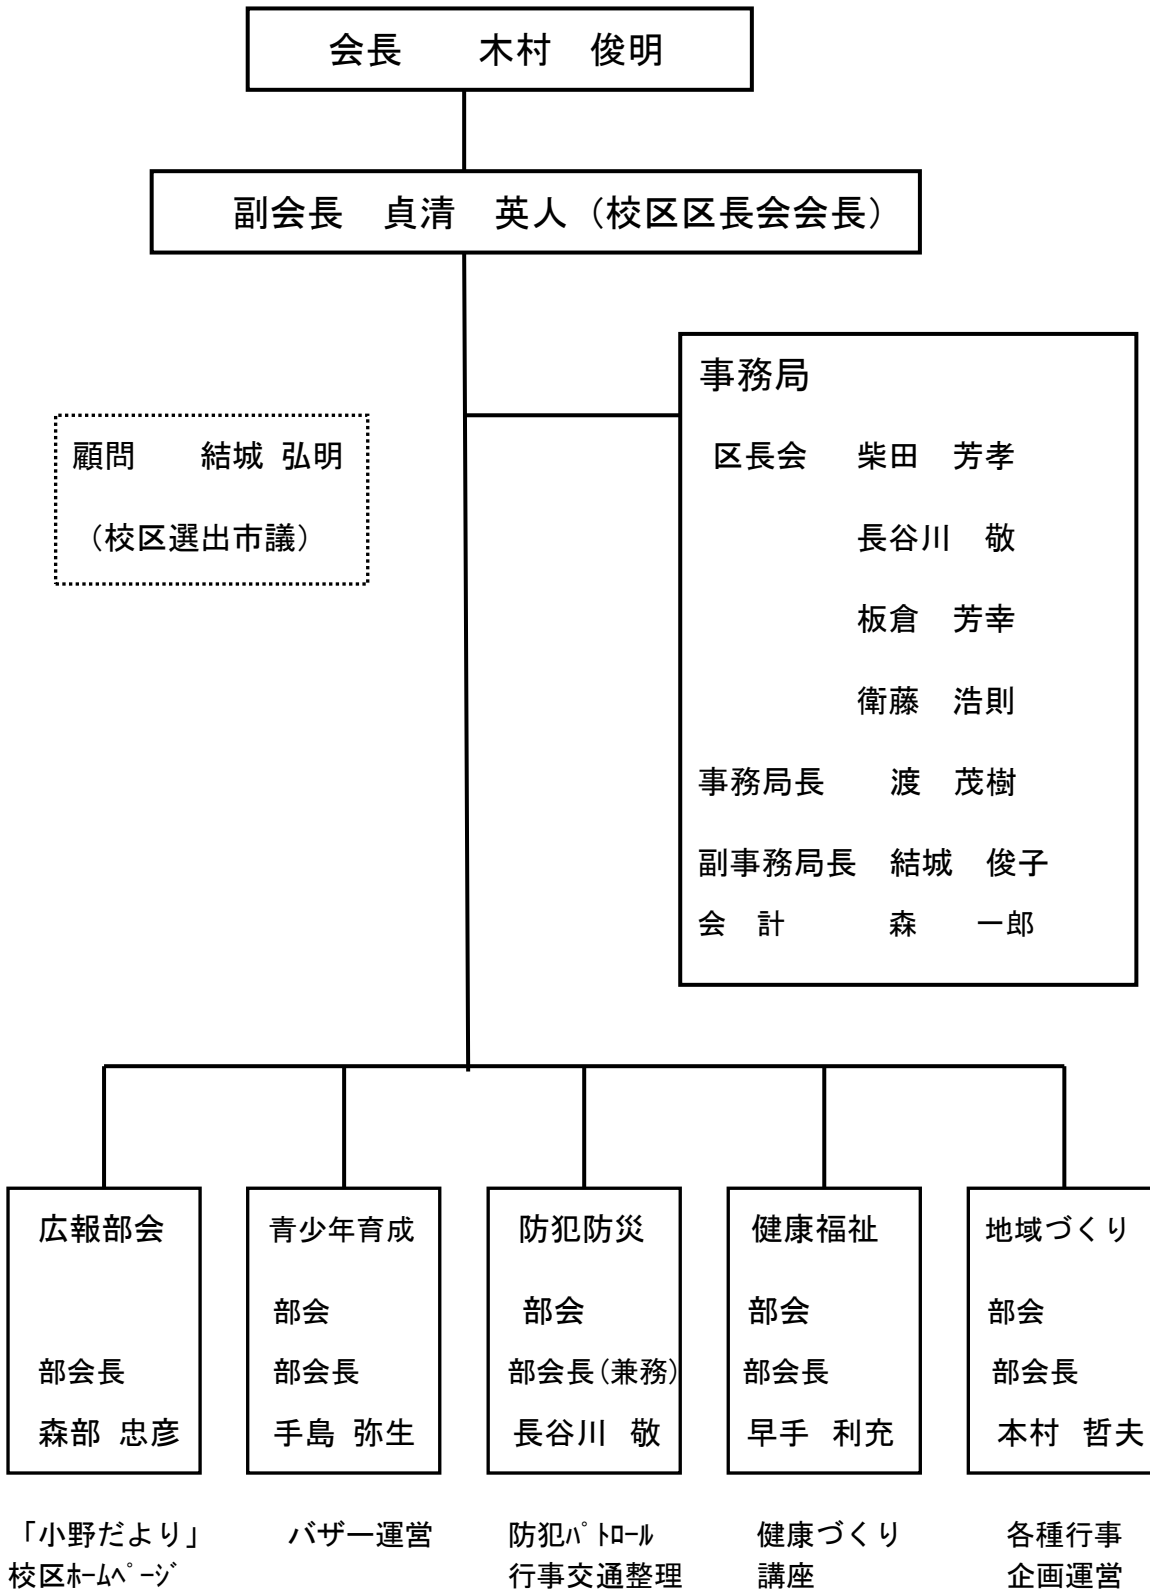 会長　　木村　俊明
副会長　貞清　英人（校区区長会会長）
顧問　　結城 弘明
（校区選出市議）
事務局
区長会　柴田　芳孝
長谷川　敬
板倉　芳幸
衛藤　浩則
事務局長　　渡　茂樹
副事務局長　結城　俊子
会　計　　　森　　一郎
広報部会
部会長
森部 忠彦
「小野だより」
校区ﾎｰﾑﾍﾟｰｼﾞ
青少年育成
部会
部会長
手島 弥生
バザー運営
防犯防災
部会
部会長（兼務）
長谷川 敬
防犯ﾊﾟﾄﾛｰﾙ
行事交通整理
健康福祉
部会
部会長
早手 利充
健康づくり
講座
地域づくり
部会
部会長
本村 哲夫
各種行事
企画運営